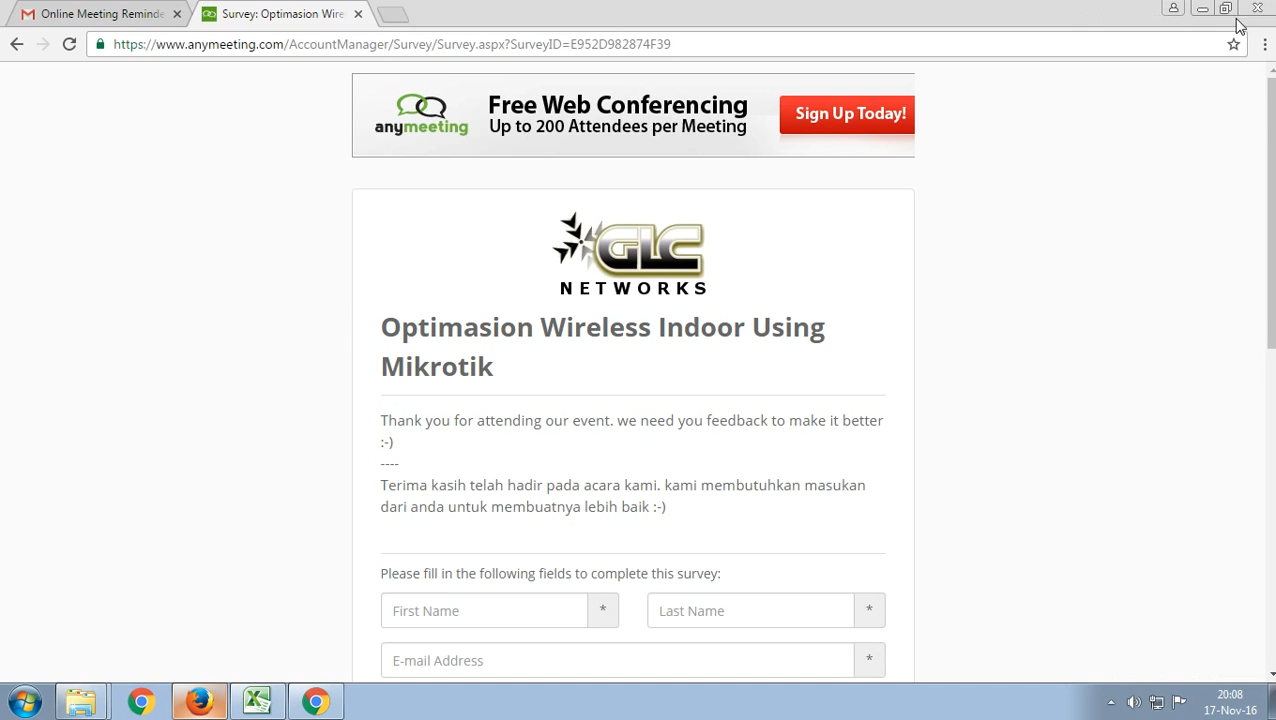 Online Meeting Reminde
Survey: Optimasion Wire
https://www.anymeeting.com/AccountManager/Survey/Survey.aspx?SurveyID=E952D982874F39
anymeeting
Free Web Conferencing
Up to 200 Attendees per Meeting
Sign Up Today!
GLC
NETWORKS
Optimasion Wireless Indoor Using
Mikrotik
Thank you for attending our event. we need you feedback to make it better
:-)
----
Terima kasih telah hadir pada acara kami. kami membutuhkan masukan
dari anda untuk membuatnya lebih baik :-)
Please fill in the following fields to complete this survey:
First Name *
Last Name *
E-mail Address *
20:08
17-Nov-16